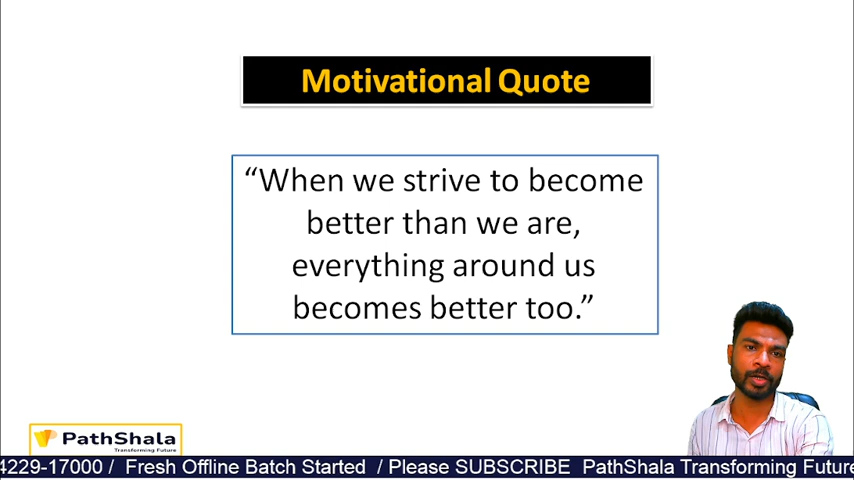 Motivational Quote
“When we strive to become
better than we are,
everything around us
becomes better too.”
PathShala
Transforming Future
4229-17000 / Fresh Offline Batch Started / Please SUBSCRIBE PathShala Transforming Future